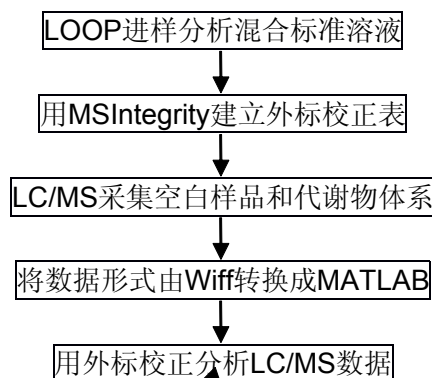 LOOP进样分析混合标准溶液
用MSIntegrity建立外标校正表
LC/MS采集空白样品和代谢物体系
将数据形式由Wiff转换成MATLAB
用外标校正分析LC/MS数据